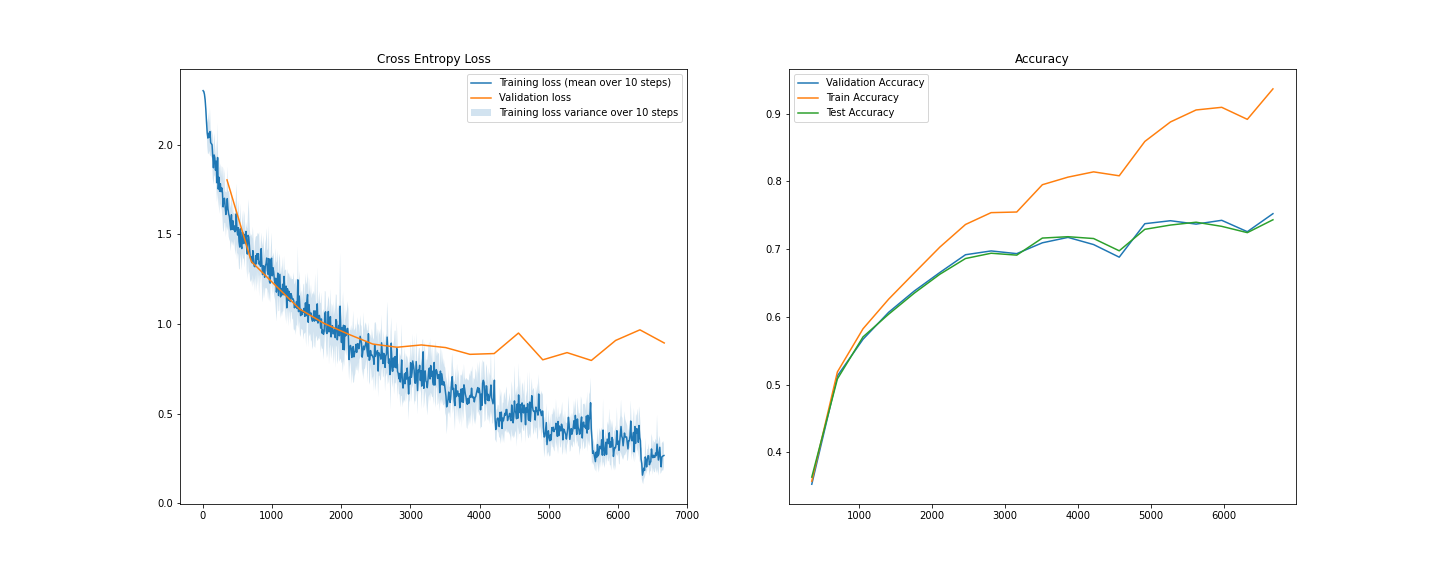 Cross Entropy Loss
Training loss (mean over 10 steps)
Validation loss
Training loss variance over 10 steps
2.0
1.5
1.0
0.5
0.0
0 1000 2000 3000 4000 5000 6000 7000
Accuracy
Validation Accuracy
Train Accuracy
Test Accuracy
0.9
0.8
0.7
0.6
0.5
0.4
1000 2000 3000 4000 5000 6000